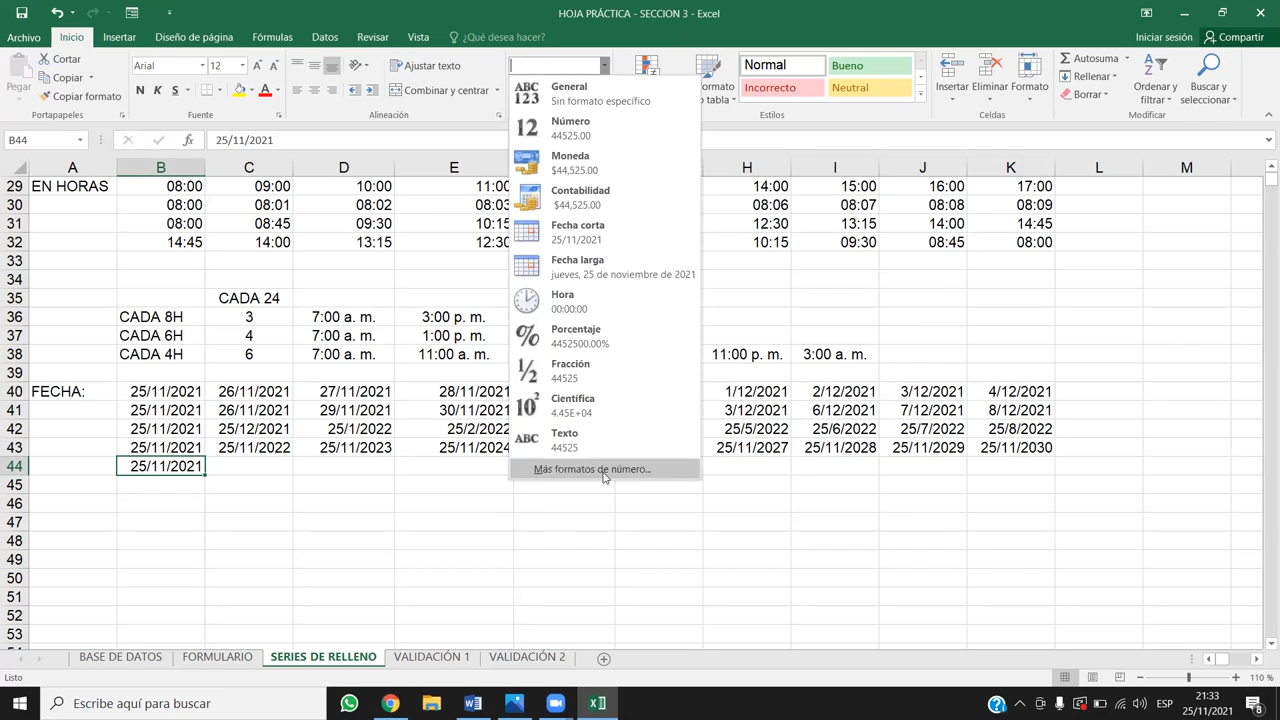 HOJA PRÁCTICA - SECCION 3 - Excel
Archivo Inicio Insertar Diseño de página Fórmulas Datos Revisar Vista ¿Qué desea hacer? Iniciar sesión Compartir
Pegar
Cortar
Copiar
Copiar formato
Portapapeles
Arial 12
N K S
Fuente
Ajustar texto
Combinar y centrar
Alineación
Normal Bueno
Incorrecto Neutral
Estilos
Insertar Eliminar Formato
Celdas
Autosuma
Rellenar
Borrar
Ordenar y filtrar
Buscar y seleccionar
Modificar
B44 fx 25/11/2021
A B C D E H I J K L M
29 EN HORAS 08:00 09:00 10:00 11:00 14:00 15:00 16:00 17:00
30 08:00 08:01 08:02 08:03 08:06 08:07 08:08 08:09
31 08:00 08:45 09:30 10:15 12:30 13:15 14:00 14:45
32 14:45 14:00 13:15 12:30 10:15 09:30 08:45 08:00
33
34
35 CADA 24
36 CADA 8H 3 7:00 a. m. 3:00 p. m.
37 CADA 6H 4 7:00 a. m. 1:00 p. m.
38 CADA 4H 6 7:00 a. m. 11:00 a. m. 11:00 p. m. 3:00 a. m.
39
40 FECHA: 25/11/2021 26/11/2021 27/11/2021 28/11/2021 1/12/2021 2/12/2021 3/12/2021 4/12/2021
41 25/11/2021 26/11/2021 29/11/2021 30/11/2021 3/12/2021 6/12/2021 7/12/2021 8/12/2021
42 25/11/2021 25/12/2021 25/1/2022 25/2/2022 25/5/2022 25/6/2022 25/7/2022 25/8/2022
43 25/11/2021 25/11/2022 25/11/2023 25/11/2024 25/11/2027 25/11/2028 25/11/2029 25/11/2030
44 25/11/2021
45
46
47
48
49
50
51
52
53
ABC 123 General
Sin formato específico
12 Número
44525.00
Moneda
$44,525.00
Contabilidad
$44,525.00
Fecha corta
25/11/2021
Fecha larga
jueves, 25 de noviembre de 2021
Hora
00:00:00
% Porcentaje
4452500.00%
½ Fracción
44525
10² Científica
4.45E+04
ABC Texto
44525
Más formatos de número...
BASE DE DATOS FORMULARIO SERIES DE RELLENO VALIDACIÓN 1 VALIDACIÓN 2
Listo 110 %
Escribe aquí para buscar
ESP
21:33
25/11/2021
8